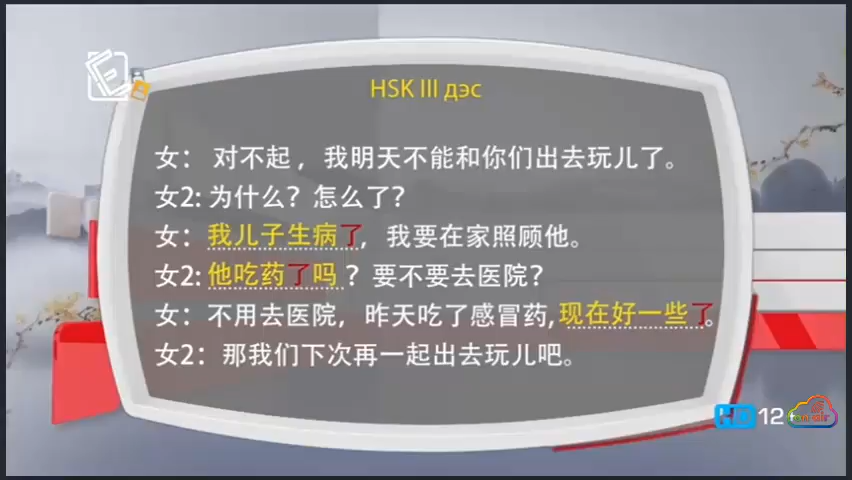 HSK III дэс
女： 对不起 ，我明天不能和你们出去玩儿了。
女2: 为什么？怎么了？
女：我儿子生病了，我要在家照顾他。
女2: 他吃药了吗 ？要不要去医院？
女：不用去医院，昨天吃了感冒药,现在好一些了。
女2：那我们下次再一起出去玩儿吧。
12